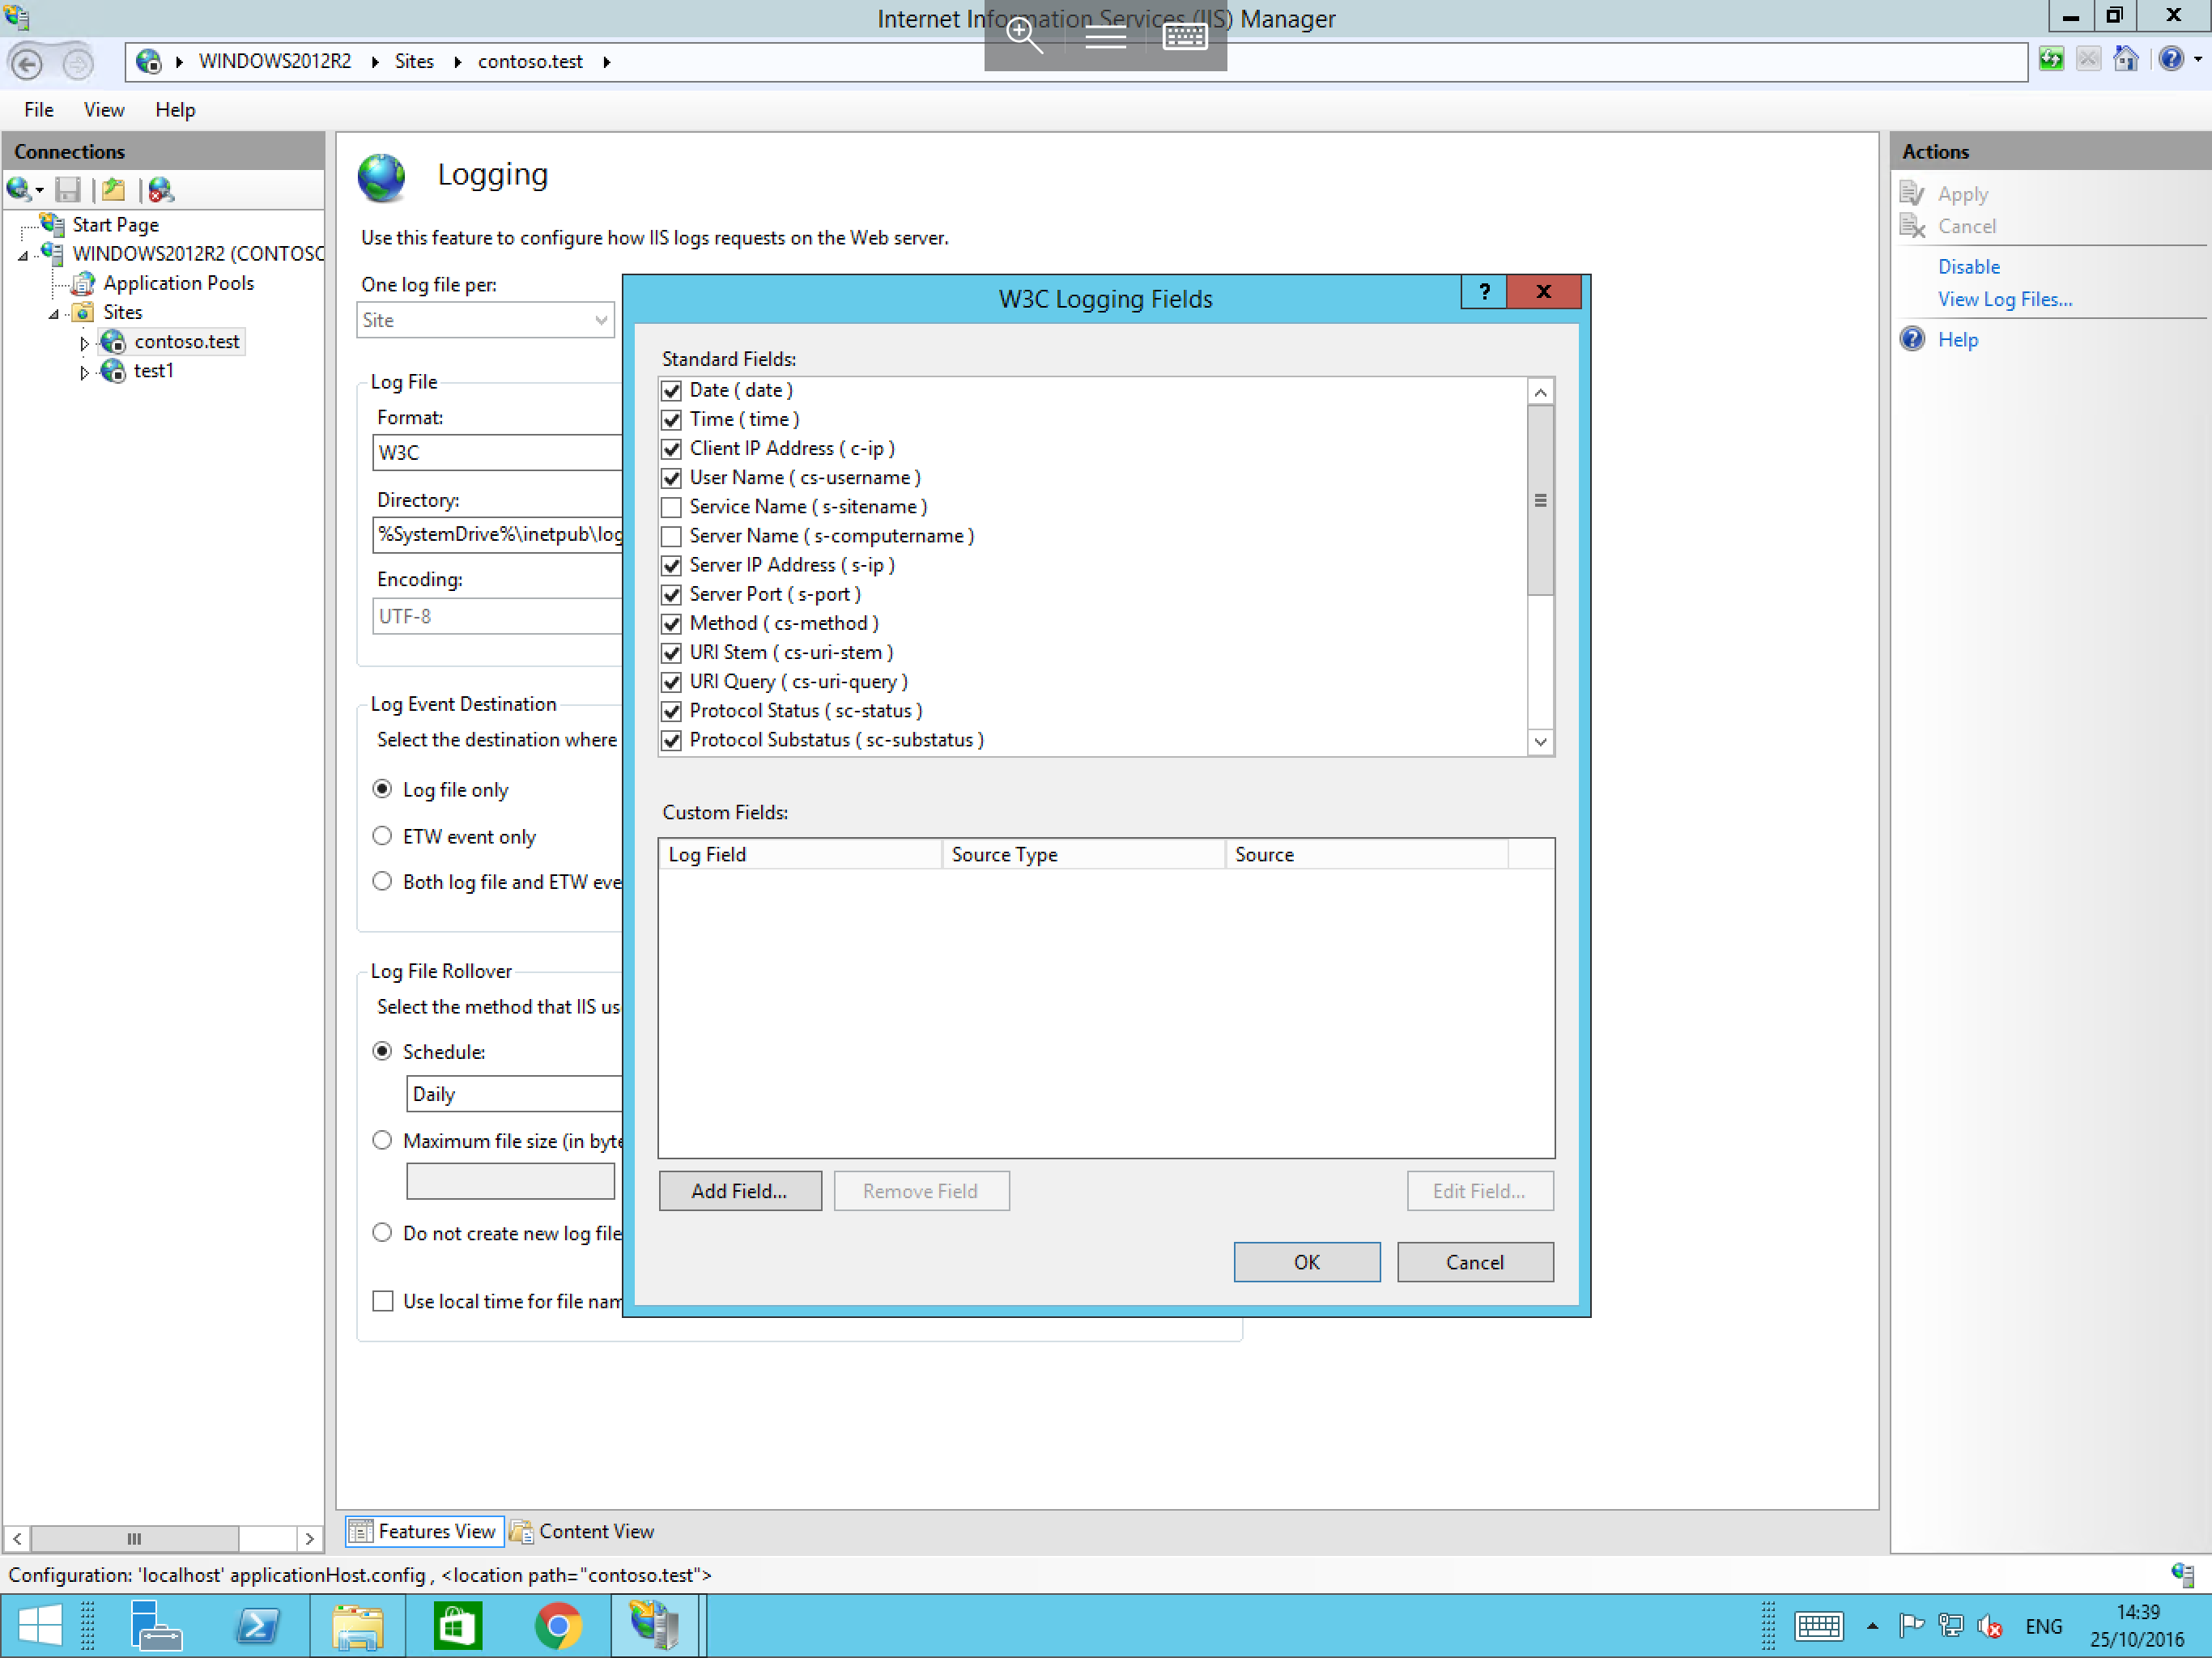 Internet Information Services (IIS) Manager
WINDOWS2012R2
Sites
contoso.test
File
View
Help
Connections
Start Page
WINDOWS2012R2 (CONTOSO
Application Pools
Sites
contoso.test
test1
Logging
Use this feature to configure how IIS logs requests on the Web server.
One log file per:
Site
Log File
Format:
W3C
Directory:
%SystemDrive%\inetpub\log
Encoding:
UTF-8
Log Event Destination
Select the destination where
Log file only
ETW event only
Both log file and ETW eve
Log File Rollover
Select the method that IIS us
Schedule:
Daily
Maximum file size (in byte
Do not create new log file
Use local time for file nam
W3C Logging Fields
?
X
Standard Fields:
Date ( date )
Time ( time )
Client IP Address ( c-ip )
User Name ( cs-username )
Service Name ( s-sitename )
Server Name ( s-computername )
Server IP Address ( s-ip )
Server Port ( s-port )
Method ( cs-method )
URI Stem ( cs-uri-stem )
URI Query ( cs-uri-query )
Protocol Status ( sc-status )
Protocol Substatus ( sc-substatus )
Custom Fields:
Log Field
Source Type
Source
Add Field...
Remove Field
Edit Field...
OK
Cancel
Actions
Apply
Cancel
Disable
View Log Files...
Help
Features View
Content View
Configuration: 'localhost' applicationHost.config , <location path="contoso.test">
ENG
14:39
25/10/2016